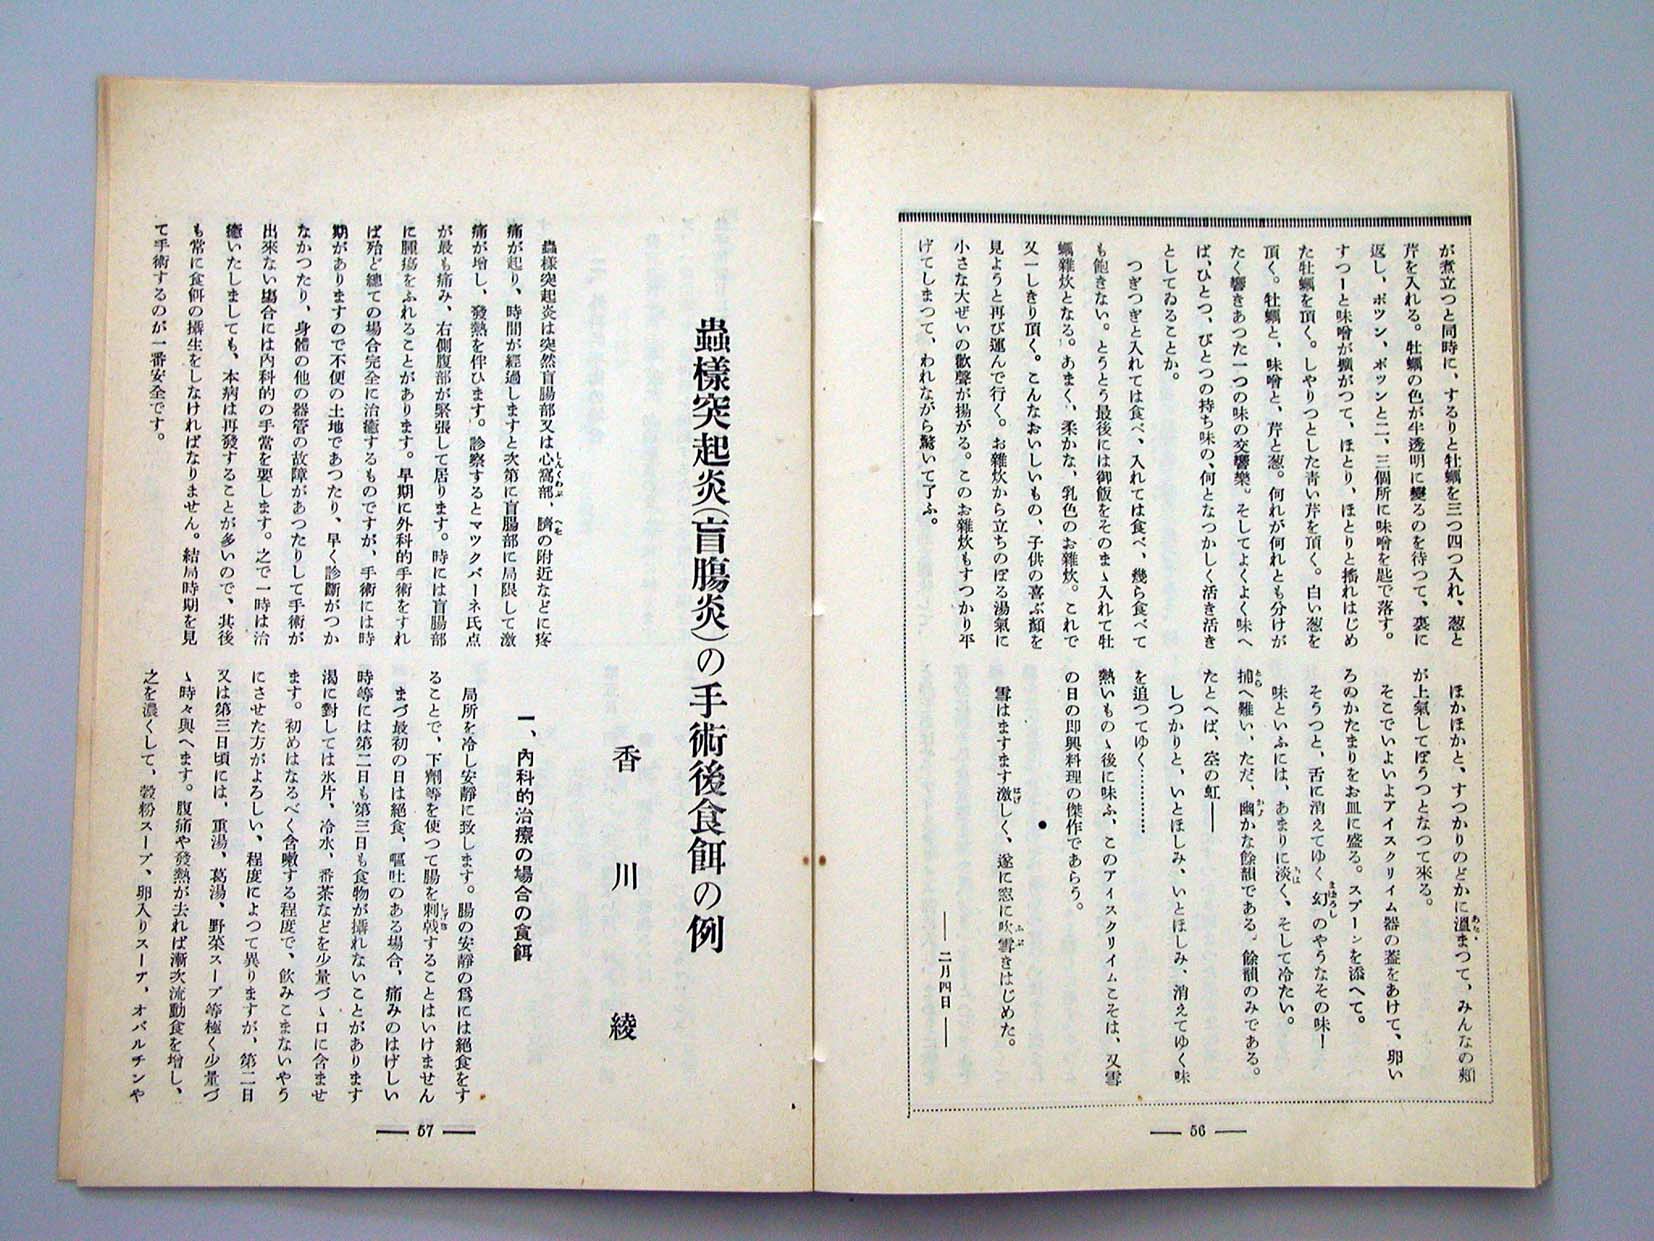 が煮立つと同時に、するりと牡蠣を三つ四つ入れ、葱と
芹を入れる。牡蠣の色が半透明に變るのを待つて、裏に
返し、ポツン、ポツンと二、三個所に味噌を匙で落す。
すつーと味噌が擴がつて、ほとり、ほとりと搖れはじめ
た牡蠣を頂く。しやりつとした青い芹を頂く。白い葱を
頂く。牡蠣と、味噌と、芹と葱。何れが何れとも分けが
たく響きあつた一つの味の交響樂。そしてよくよく味へ
ば、ひとつ、びとつの持ち味の、何となつかしく活き活き
としてゐることか。
つぎつぎと入れては食べ、入れては食べ、幾ら食べて
も飽きない。とうとう最後には御飯をそのまゝ入れて牡
蠣雜炊となる。あまく、柔かな、乳色のお雜炊。これで
又一しきり頂く。こんなおいしいもの、子供の喜ぶ顏を
見ようと再び運んで行く。お雜炊から立ちのぼる湯氣に
小さな大ぜいの歡聲が揚がる。このお雜炊もすつかり平
げてしまつて、われながら驚いて了ふ。
ほかほかと、すつかりのどかに溫まつて、みんなの頰
が上氣してぽうつとなつて來る。
そこでいよいよアイスクリイム器の蓋をあけて、卵い
ろのかたまりをお皿に盛る。スプーンを添へて。
そうつと、舌に消えてゆく幻のやうなその味！
味といふには、あまりに淡く、そして冷たい。
捕へ難い、ただ、幽かな餘韻である。餘韻のみである。
たとへば、空の虹――
しつかりと、いとほしみ、いとほしみ、消えてゆく味
を追つてゆく…………
熱いものゝ後に味ふ、このアイスクリイムこそは、又雪
の日の即興料理の傑作であらう。
●
雪はますます激しく、遂に窓に吹雪きはじめた。
―― 二月四日 ――
―― 56 ――
蟲樣突起炎(盲膓炎)の手術後食餌の例
香川綾
蟲樣突起炎は突然盲腸部又は心窩部、臍の附近などに疼
痛が起り、時間が經過しますと次第に盲腸部に局限して激
痛が增し、發熱を伴ひます。診察するとマツクバーネ氏点
が最も痛み、右側腹部が緊張して居ります。時には盲腸部
に腫瘍をふれることがあります。早期に外科的手術をすれ
ば殆ど總ての場合完全に治癒するものですが、手術には時
期がありますので不便の土地であつたり、早く診斷がつか
なかつたり、身體の他の器管の故障があつたりして手術が
出來ない場合には內科的の手當を要します。之で一時は治
癒いたしましても、本病は再發することが多いので、其後
も常に食餌の攝生をしなければなりません。結局時期を見
て手術するのが一番安全です。
一、內科的治療の場合の食餌
局所を冷し安靜に致します。腸の安靜の爲には絕食をす
ることで、下劑等を使つて腸を刺戟することはいけません
まづ最初の日は絕食、嘔吐のある場合、痛みのはげしい
時等には第二日も第三日も食物が攝れないことがあります
渴に對しては氷片、冷水、番茶などを少量づゝ口に含ませ
ます。初めはなるべく含嗽する程度で、飲みこまないやう
にさせた方がよろしい、程度によつて異りますが、第二日
又は第三日頃には、重湯、葛湯、野菜スープ等極く少量づ
ゝ時々與へます。腹痛や發熱が去れば漸次流動食を增し、
之を濃くして、穀粉スープ、卵入りスープ、オバルチンや
―― 57 ――